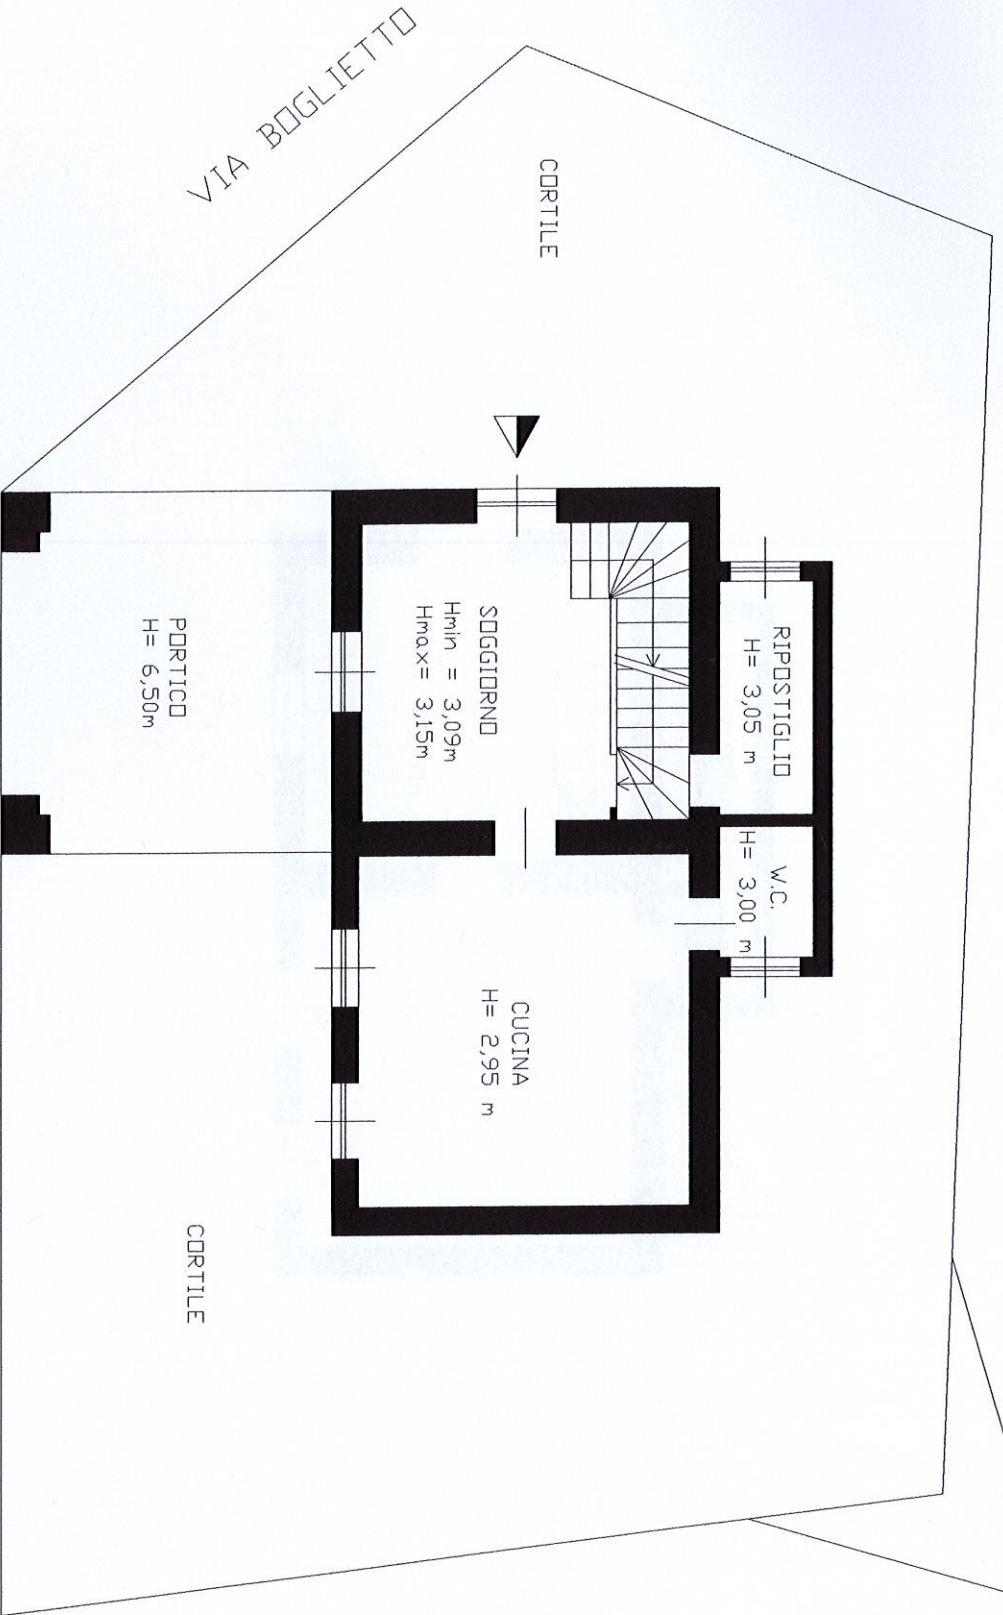 VIA BOGLIETTO
CORTILE
RIPOSTIGLIO
H= 3,05 m
SOGGIORNO
Hmin = 3,09m
Hmax= 3,15m
PORTICO
H= 6,50m
W.C.
H= 3,00 m
CUCINA
H= 2,95 m
CORTILE